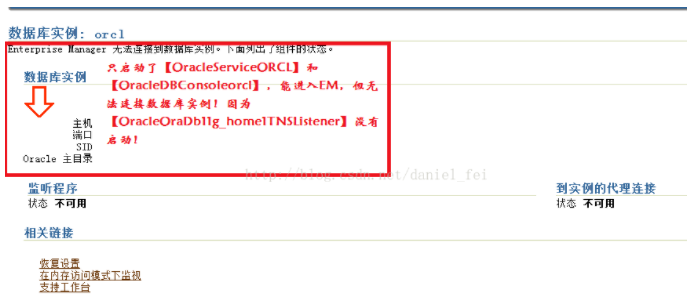 数据库实例: orcl
Enterprise Manager 无法连接到数据库实例。下面列出了组件的状态。
数据库实例
只启动了【OracleServiceORCL】和
【OracleDBConsoleorcl】,能进入EM,但无
法连接数据库实例!因为
【OracleOraDb11g_home1TNSListener】没有
启动!
主机
端口
SID
Oracle 主目录
http://blog.csdn.net/daniel_fei
监听程序
状态 不可用
到实例的代理连接
状态 不可用
相关链接
恢复设置
在内存访问模式下监视
支持工作台